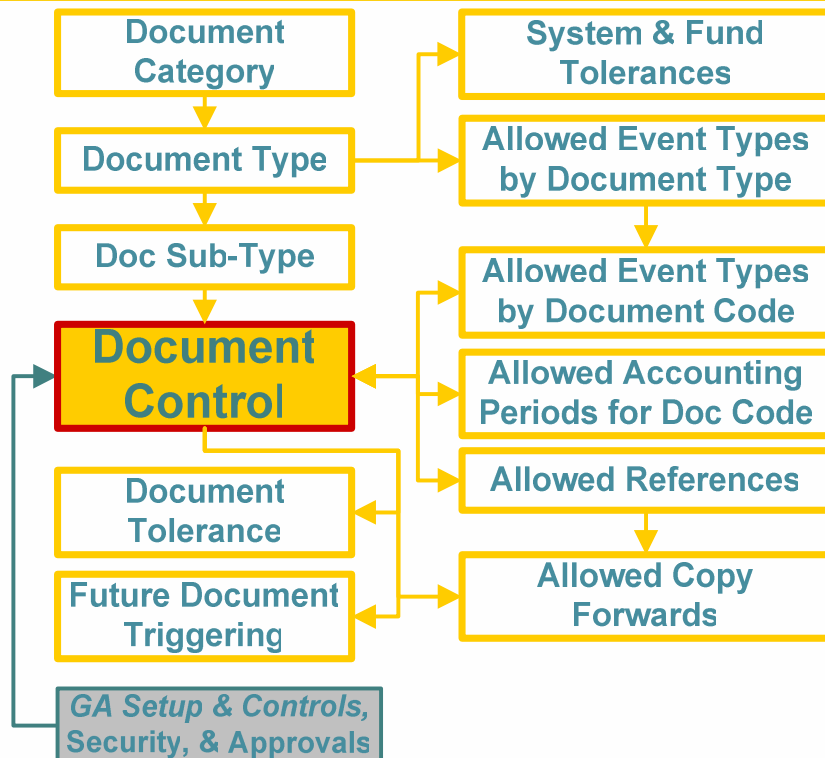 Document
Category
Document Type
Doc Sub-Type
Document
Control
Document
Tolerance
Future Document
Triggering
GA Setup & Controls,
Security, & Approvals
System & Fund
Tolerances
Allowed Event Types
by Document Type
Allowed Event Types
by Document Code
Allowed Accounting
Periods for Doc Code
Allowed References
Allowed Copy
Forwards